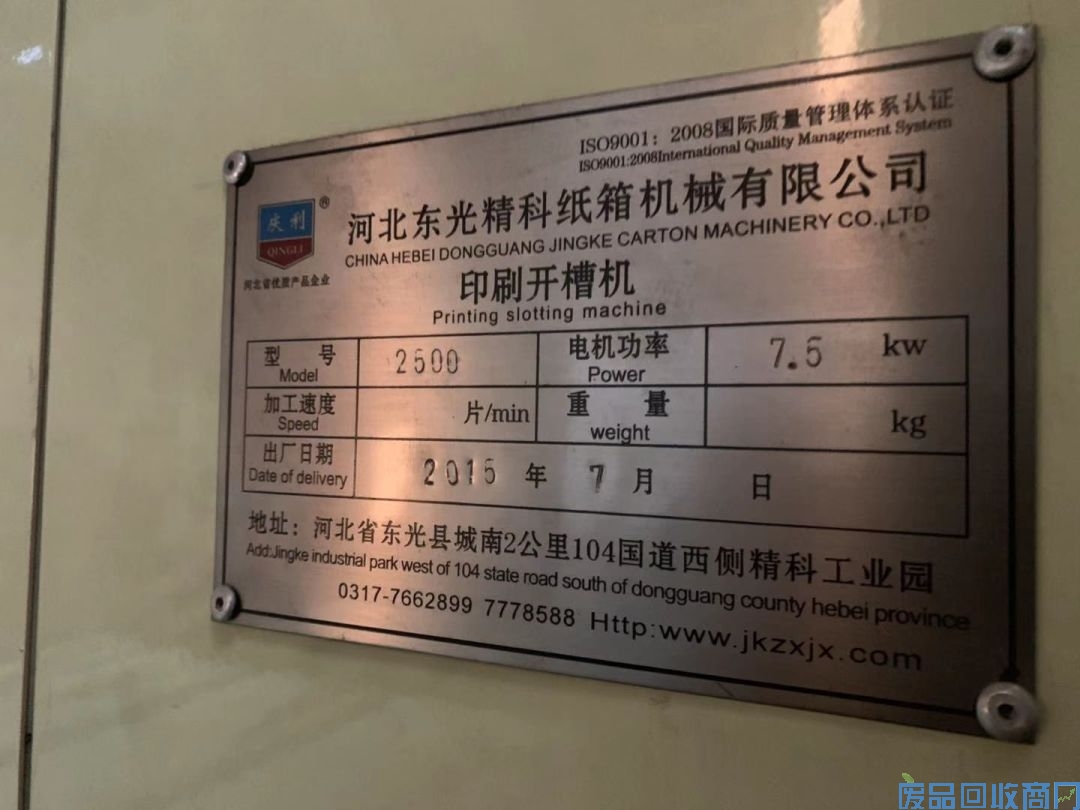 ISO9001：2008国际质量管理体系认证
ISO9001:2008International Quality Management System
庆利®
QINGLI
河北省优质产品企业
河北东光精科纸箱机械有限公司
CHINA HEBEI DONGGUANG JINGKE CARTON MACHINERY CO.,LTD
印刷开槽机
Printing slotting machine
型 号 2500 电机功率 7.5 kw
Model Power
加工速度 片/min 重 量 kg
Speed weight
出厂日期 2015 年 7 月 日
Date of delivery
地址：河北省东光县城南2公里104国道西侧精科工业园
Add:Jingke industrial park west of 104 state road south of dongguang county hebei province
0317-7662899 7778588 Http:www.jkzxjx.com
废品回收商网